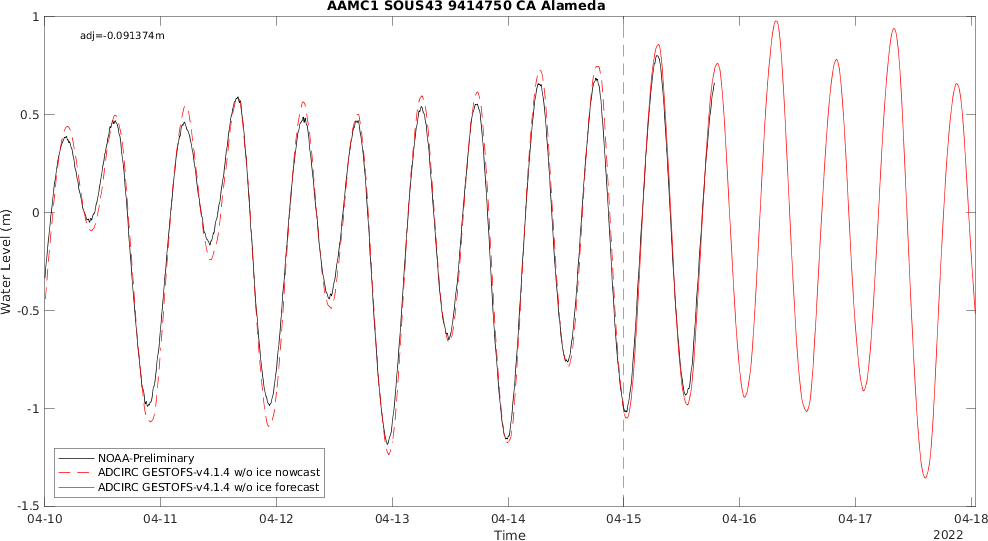 AAMC1 SOUS43 9414750 CA Alameda
adj=-0.091374m
Water Level (m)
1
0.5
0
-0.5
-1
-1.5
NOAA-Preliminary
ADCIRC GESTOFS-v4.1.4 w/o ice nowcast
ADCIRC GESTOFS-v4.1.4 w/o ice forecast
04-10 04-11 04-12 04-13 04-14 04-15 04-16 04-17 04-18
Time
2022